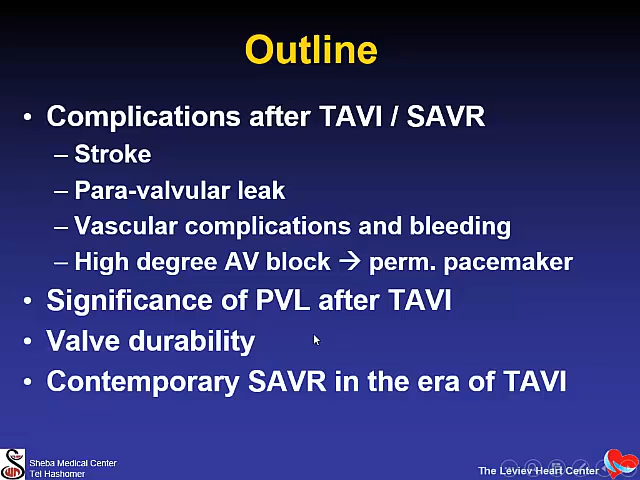 Outline
• Complications after TAVI / SAVR
– Stroke
– Para-valvular leak
– Vascular complications and bleeding
– High degree AV block → perm. pacemaker
• Significance of PVL after TAVI
• Valve durability
• Contemporary SAVR in the era of TAVI
Sheba Medical Center
Tel Hashomer
The Leviev Heart Center